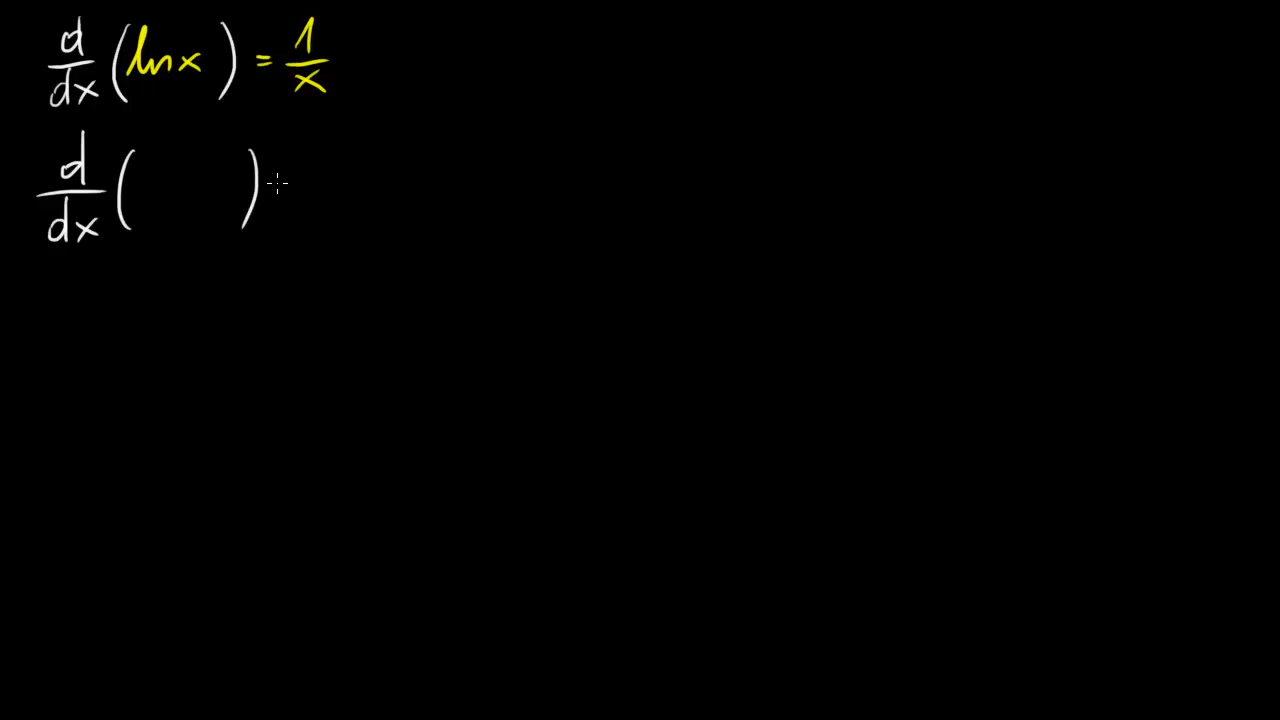 d/dx (ln x) = 1/x
d/dx ( )